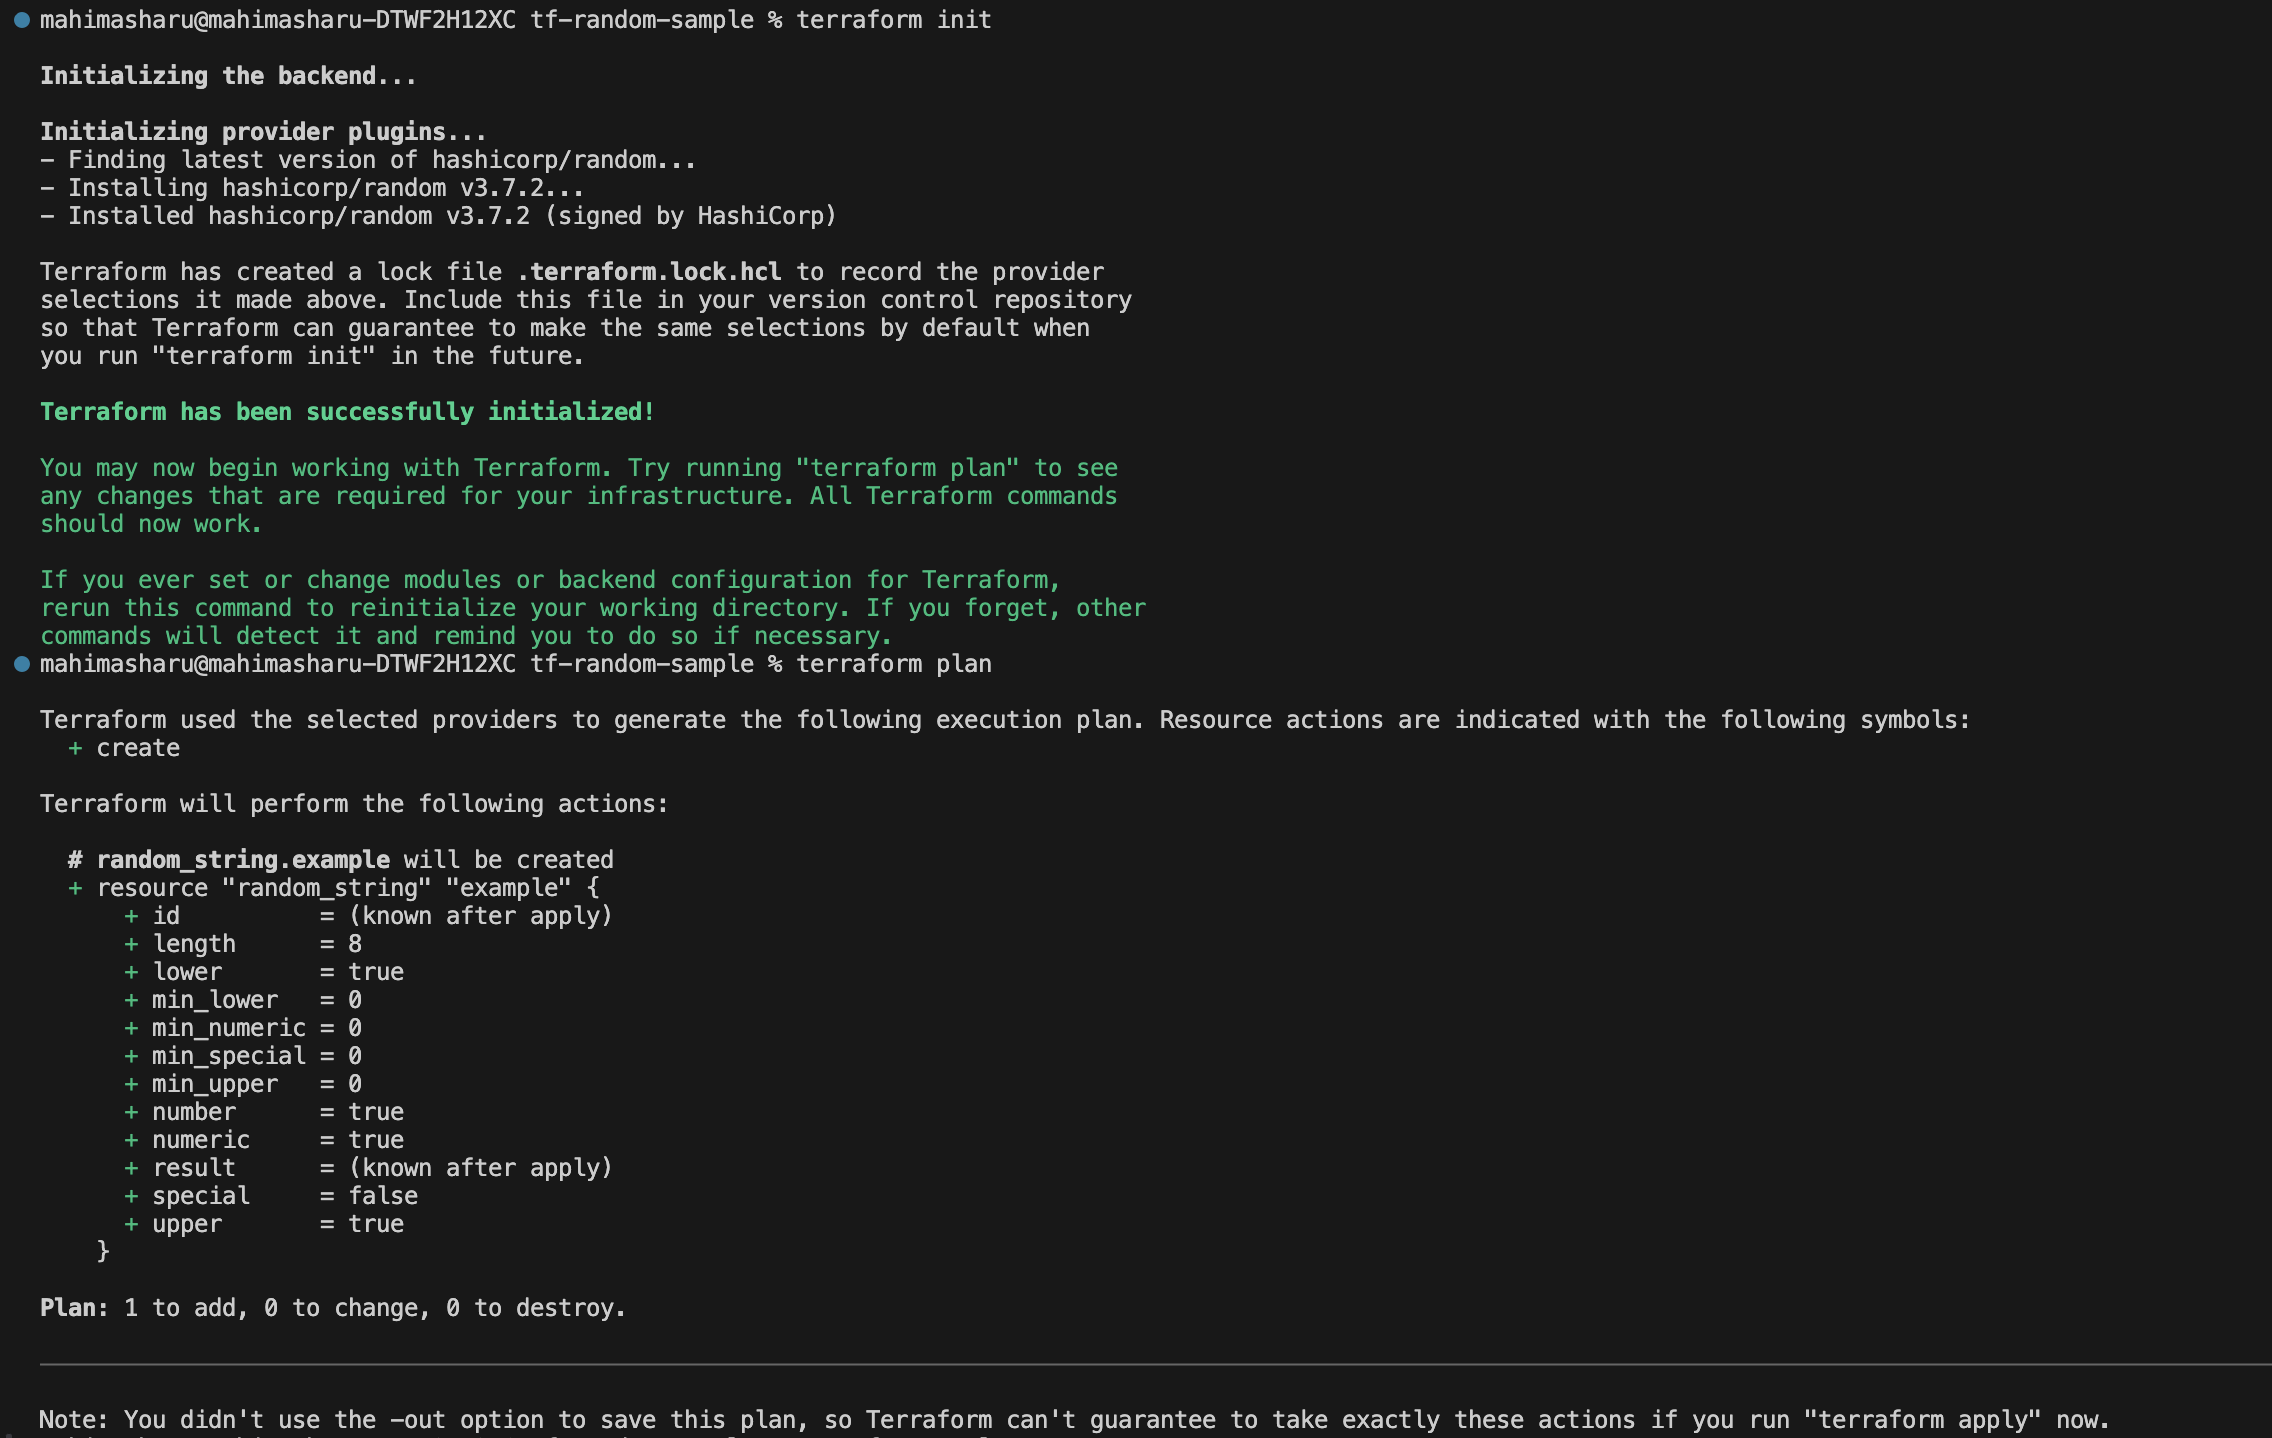 mahimasharu@mahimasharu-DTWF2H12XC tf-random-sample % terraform init
Initializing the backend...
Initializing provider plugins...
- Finding latest version of hashicorp/random...
- Installing hashicorp/random v3.7.2...
- Installed hashicorp/random v3.7.2 (signed by HashiCorp)
Terraform has created a lock file .terraform.lock.hcl to record the provider
selections it made above. Include this file in your version control repository
so that Terraform can guarantee to make the same selections by default when
you run "terraform init" in the future.
Terraform has been successfully initialized!
You may now begin working with Terraform. Try running "terraform plan" to see
any changes that are required for your infrastructure. All Terraform commands
should now work.
If you ever set or change modules or backend configuration for Terraform,
rerun this command to reinitialize your working directory. If you forget, other
commands will detect it and remind you to do so if necessary.
mahimasharu@mahimasharu-DTWF2H12XC tf-random-sample % terraform plan
Terraform used the selected providers to generate the following execution plan. Resource actions are indicated with the following symbols:
  + create
Terraform will perform the following actions:
  # random_string.example will be created
  + resource "random_string" "example" {
      + id          = (known after apply)
      + length      = 8
      + lower       = true
      + min_lower   = 0
      + min_numeric = 0
      + min_special = 0
      + min_upper   = 0
      + number      = true
      + numeric     = true
      + result      = (known after apply)
      + special     = false
      + upper       = true
    }
Plan: 1 to add, 0 to change, 0 to destroy.
Note: You didn't use the -out option to save this plan, so Terraform can't guarantee to take exactly these actions if you run "terraform apply" now.